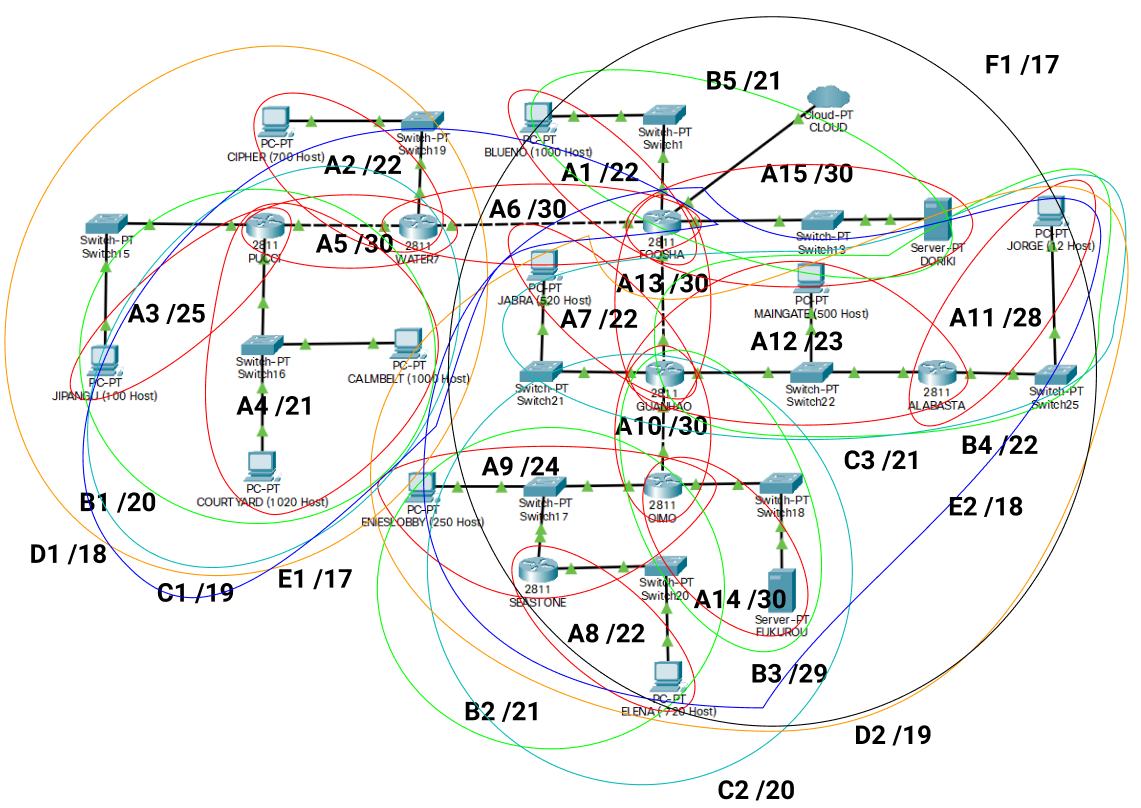 F1 /17
B5 /21
Cloud-PT
CLOUD
PC-PT
CIPHER (700 Host)
Switch-PT
Switch19
PC-PT
BLUENO (1000 Host)
Switch-PT
Switch1
A2 /22
A1 /22
A15 /30
A6 /30
Switch-PT
Switch15
2811
PUCCI
A5 /30
2811
WATER7
2811
FOOSHA
Switch-PT
Switch13
Server-PT
DORIKI
PC-PT
JORGE (12 Host)
PC-PT
JABRA (520 Host)
A13 /30
PC-PT
MAINGATE (500 Host)
A3 /25
A7 /22
A12 /23
A11 /28
PC-PT
JIPANGU (100 Host)
Switch-PT
Switch16
PC-PT
CALMBELT (1000 Host)
Switch-PT
Switch21
2811
GUANHAO
Switch-PT
Switch22
2811
ALABASTA
Switch-PT
Switch25
A4 /21
A10 /30
B4 /22
C3 /21
A9 /24
PC-PT
COURTYARD (1020 Host)
B1 /20
PC-PT
ENIESLOBBY (250 Host)
Switch-PT
Switch17
2811
OIMO
Switch-PT
Switch18
E2 /18
D1 /18
C1 /19
E1 /17
2811
SEASTONE
Switch-PT
Switch20
A14 /30
Server-PT
FUKUROU
A8 /22
B3 /29
PC-PT
ELENA ( 720 Host)
B2 /21
D2 /19
C2 /20